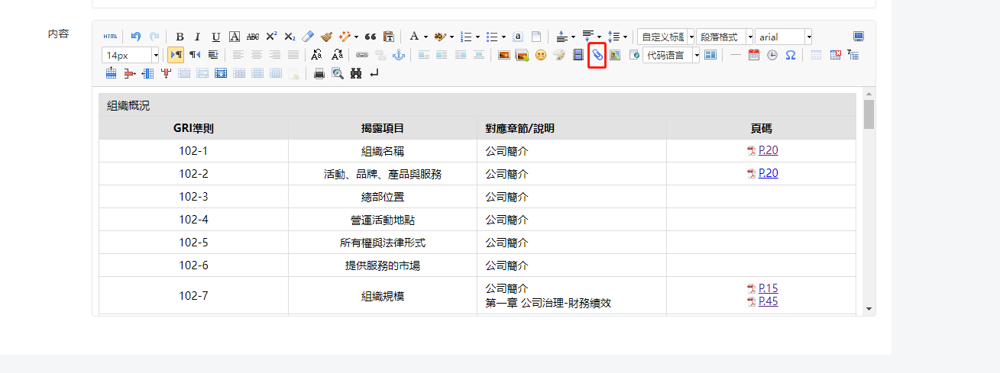 内容
HTML B I U A ABC X² X₂ A ab a 自定义标题 段落格式 arial
14px 代码语言
組織概況
GRI準則 揭露項目 對應章節/說明 頁碼
102-1 組織名稱 公司簡介 P.20
102-2 活動、品牌、產品與服務 公司簡介 P.20
102-3 總部位置 公司簡介
102-4 營運活動地點 公司簡介
102-5 所有權與法律形式 公司簡介
102-6 提供服務的市場 公司簡介
102-7 組織規模 公司簡介 P.15
第一章 公司治理-財務績效 P.45